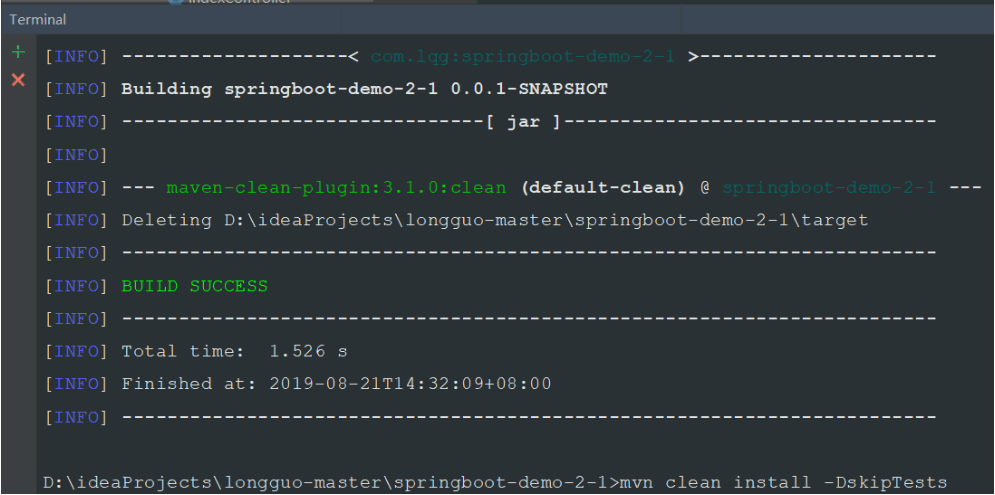 IndexController
Terminal
[INFO] --------------------< com.lqg:springboot-demo-2-1 >---------------------
[INFO] Building springboot-demo-2-1 0.0.1-SNAPSHOT
[INFO] --------------------------------[ jar ]---------------------------------
[INFO]
[INFO] --- maven-clean-plugin:3.1.0:clean (default-clean) @ springboot-demo-2-1 ---
[INFO] Deleting D:\ideaProjects\longguo-master\springboot-demo-2-1\target
[INFO] ------------------------------------------------------------------------
[INFO] BUILD SUCCESS
[INFO] ------------------------------------------------------------------------
[INFO] Total time:  1.526 s
[INFO] Finished at: 2019-08-21T14:32:09+08:00
[INFO] ------------------------------------------------------------------------
D:\ideaProjects\longguo-master\springboot-demo-2-1>mvn clean install -DskipTests